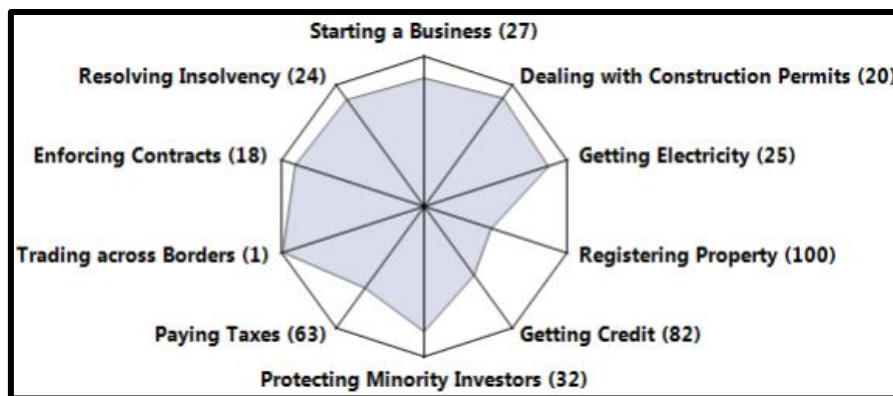 Starting a Business (27)
Resolving Insolvency (24)
Dealing with Construction Permits (20)
Enforcing Contracts (18)
Getting Electricity (25)
Trading across Borders (1)
Registering Property (100)
Paying Taxes (63)
Getting Credit (82)
Protecting Minority Investors (32)